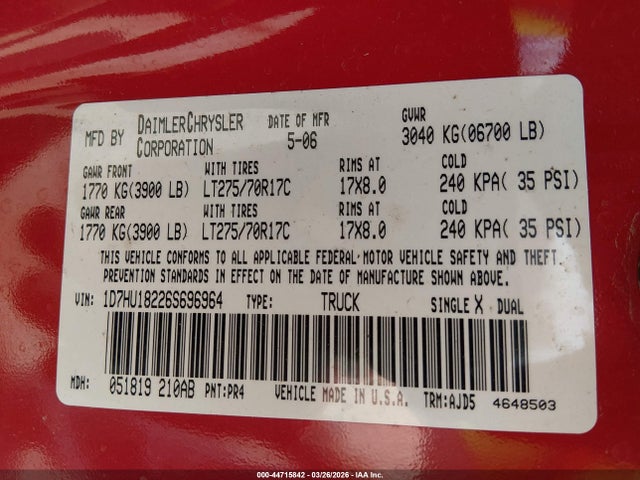 MFD BY DAIMLERCHRYSLER CORPORATION DATE OF MFR 5-06 GVWR 3040 KG(06700 LB)
GAWR FRONT WITH TIRES RIMS AT COLD
1770 KG(3900 LB) LT275/70R17C 17X8.0 240 KPA( 35 PSI)
GAWR REAR WITH TIRES RIMS AT COLD
1770 KG(3900 LB) LT275/70R17C 17X8.0 240 KPA( 35 PSI)
THIS VEHICLE CONFORMS TO ALL APPLICABLE FEDERAL-MOTOR VEHICLE SAFETY AND THEFT
PREVENTION STANDARDS IN EFFECT ON THE DATE OF MANUFACTURE SHOWN ABOVE.
VIN: 1D7HU18226S696964 TYPE: TRUCK SINGLE X DUAL
MDH: 051819 210AB PNT:PR4 VEHICLE MADE IN U.S.A. TRM:AJD5 4648503
000-44715842 | 03/26/2026 - IAA Inc.